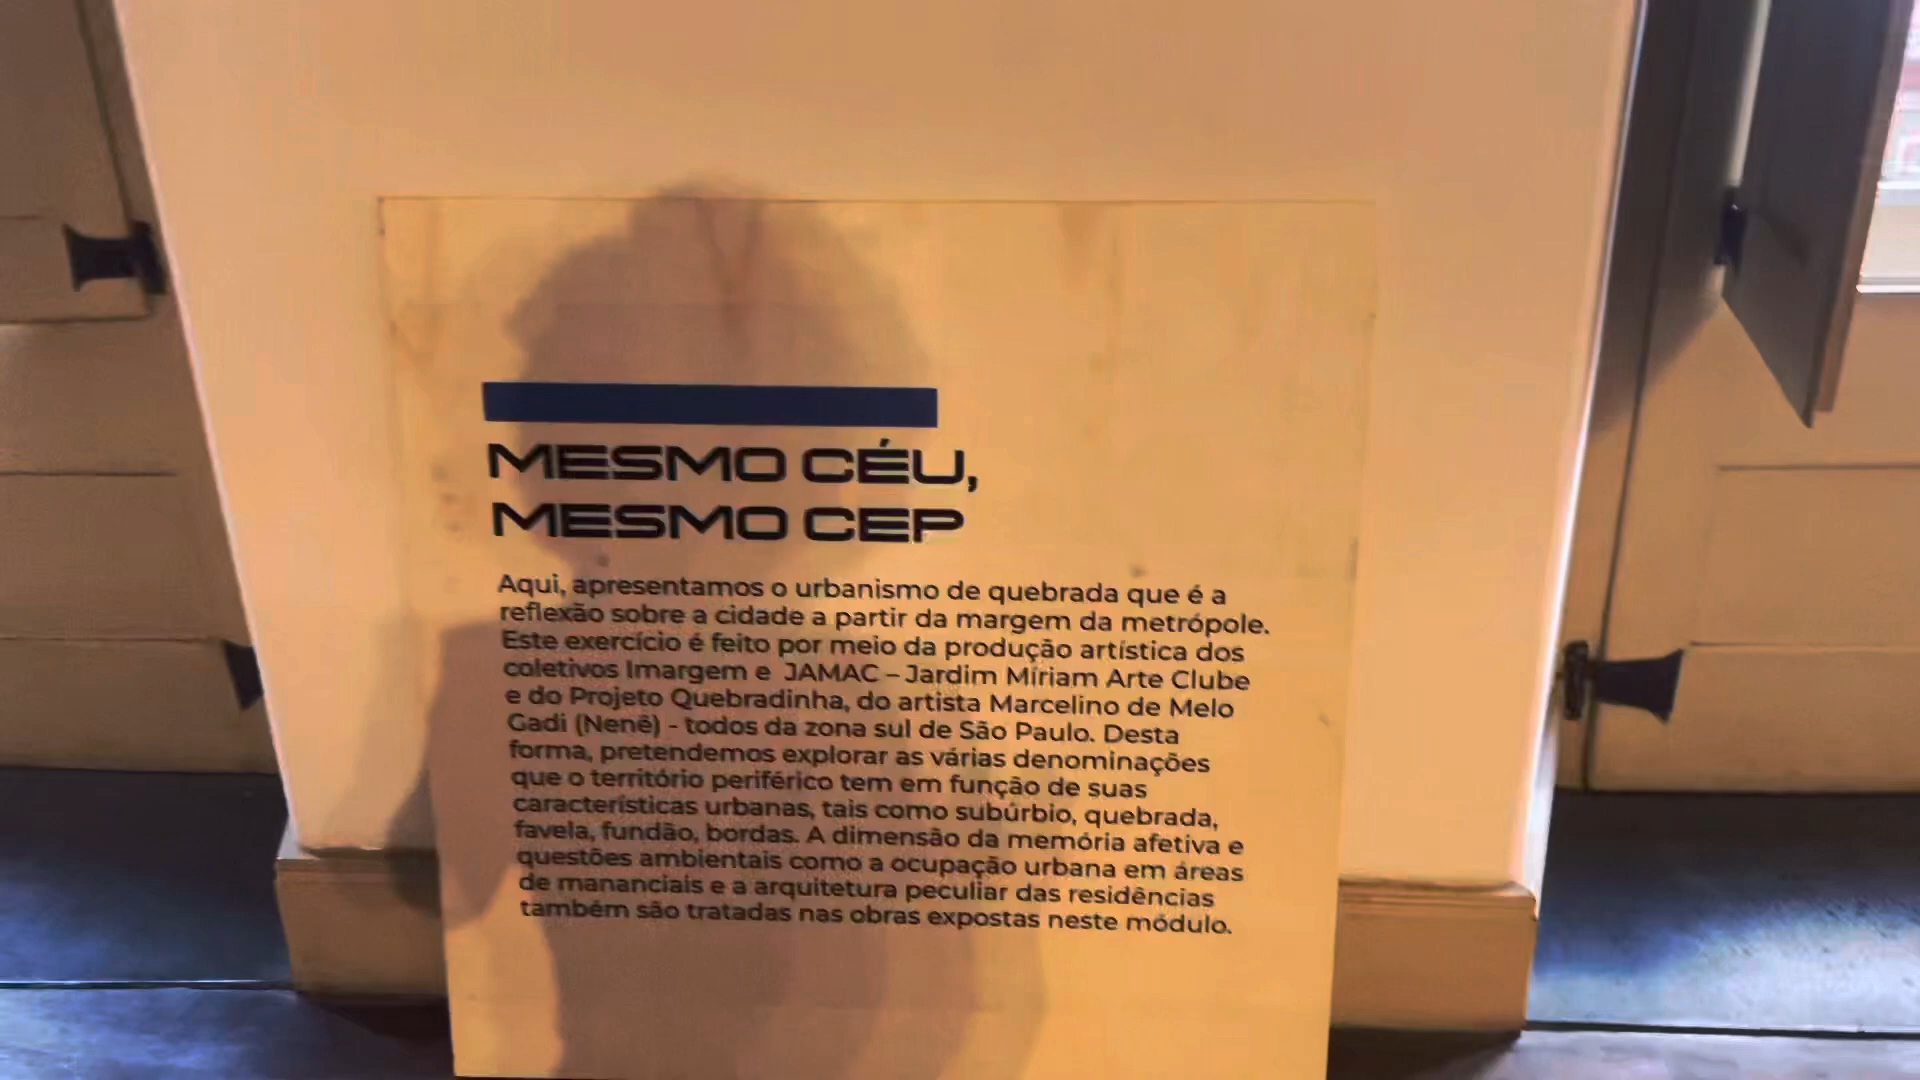 MESMO CÉU,
MESMO CEP
Aqui, apresentamos o urbanismo de quebrada que é a
reflexão sobre a cidade a partir da margem da metrópole.
Este exercício é feito por meio da produção artística dos
coletivos Imargem e JAMAC – Jardim Míriam Arte Clube
e do Projeto Quebradinha, do artista Marcelino de Melo
Gadi (Nenê) - todos da zona sul de São Paulo. Desta
forma, pretendemos explorar as várias denominações
que o território periférico tem em função de suas
características urbanas, tais como subúrbio, quebrada,
favela, fundão, bordas. A dimensão da memória afetiva e
questões ambientais como a ocupação urbana em áreas
de mananciais e a arquitetura peculiar das residências
também são tratadas nas obras expostas neste módulo.